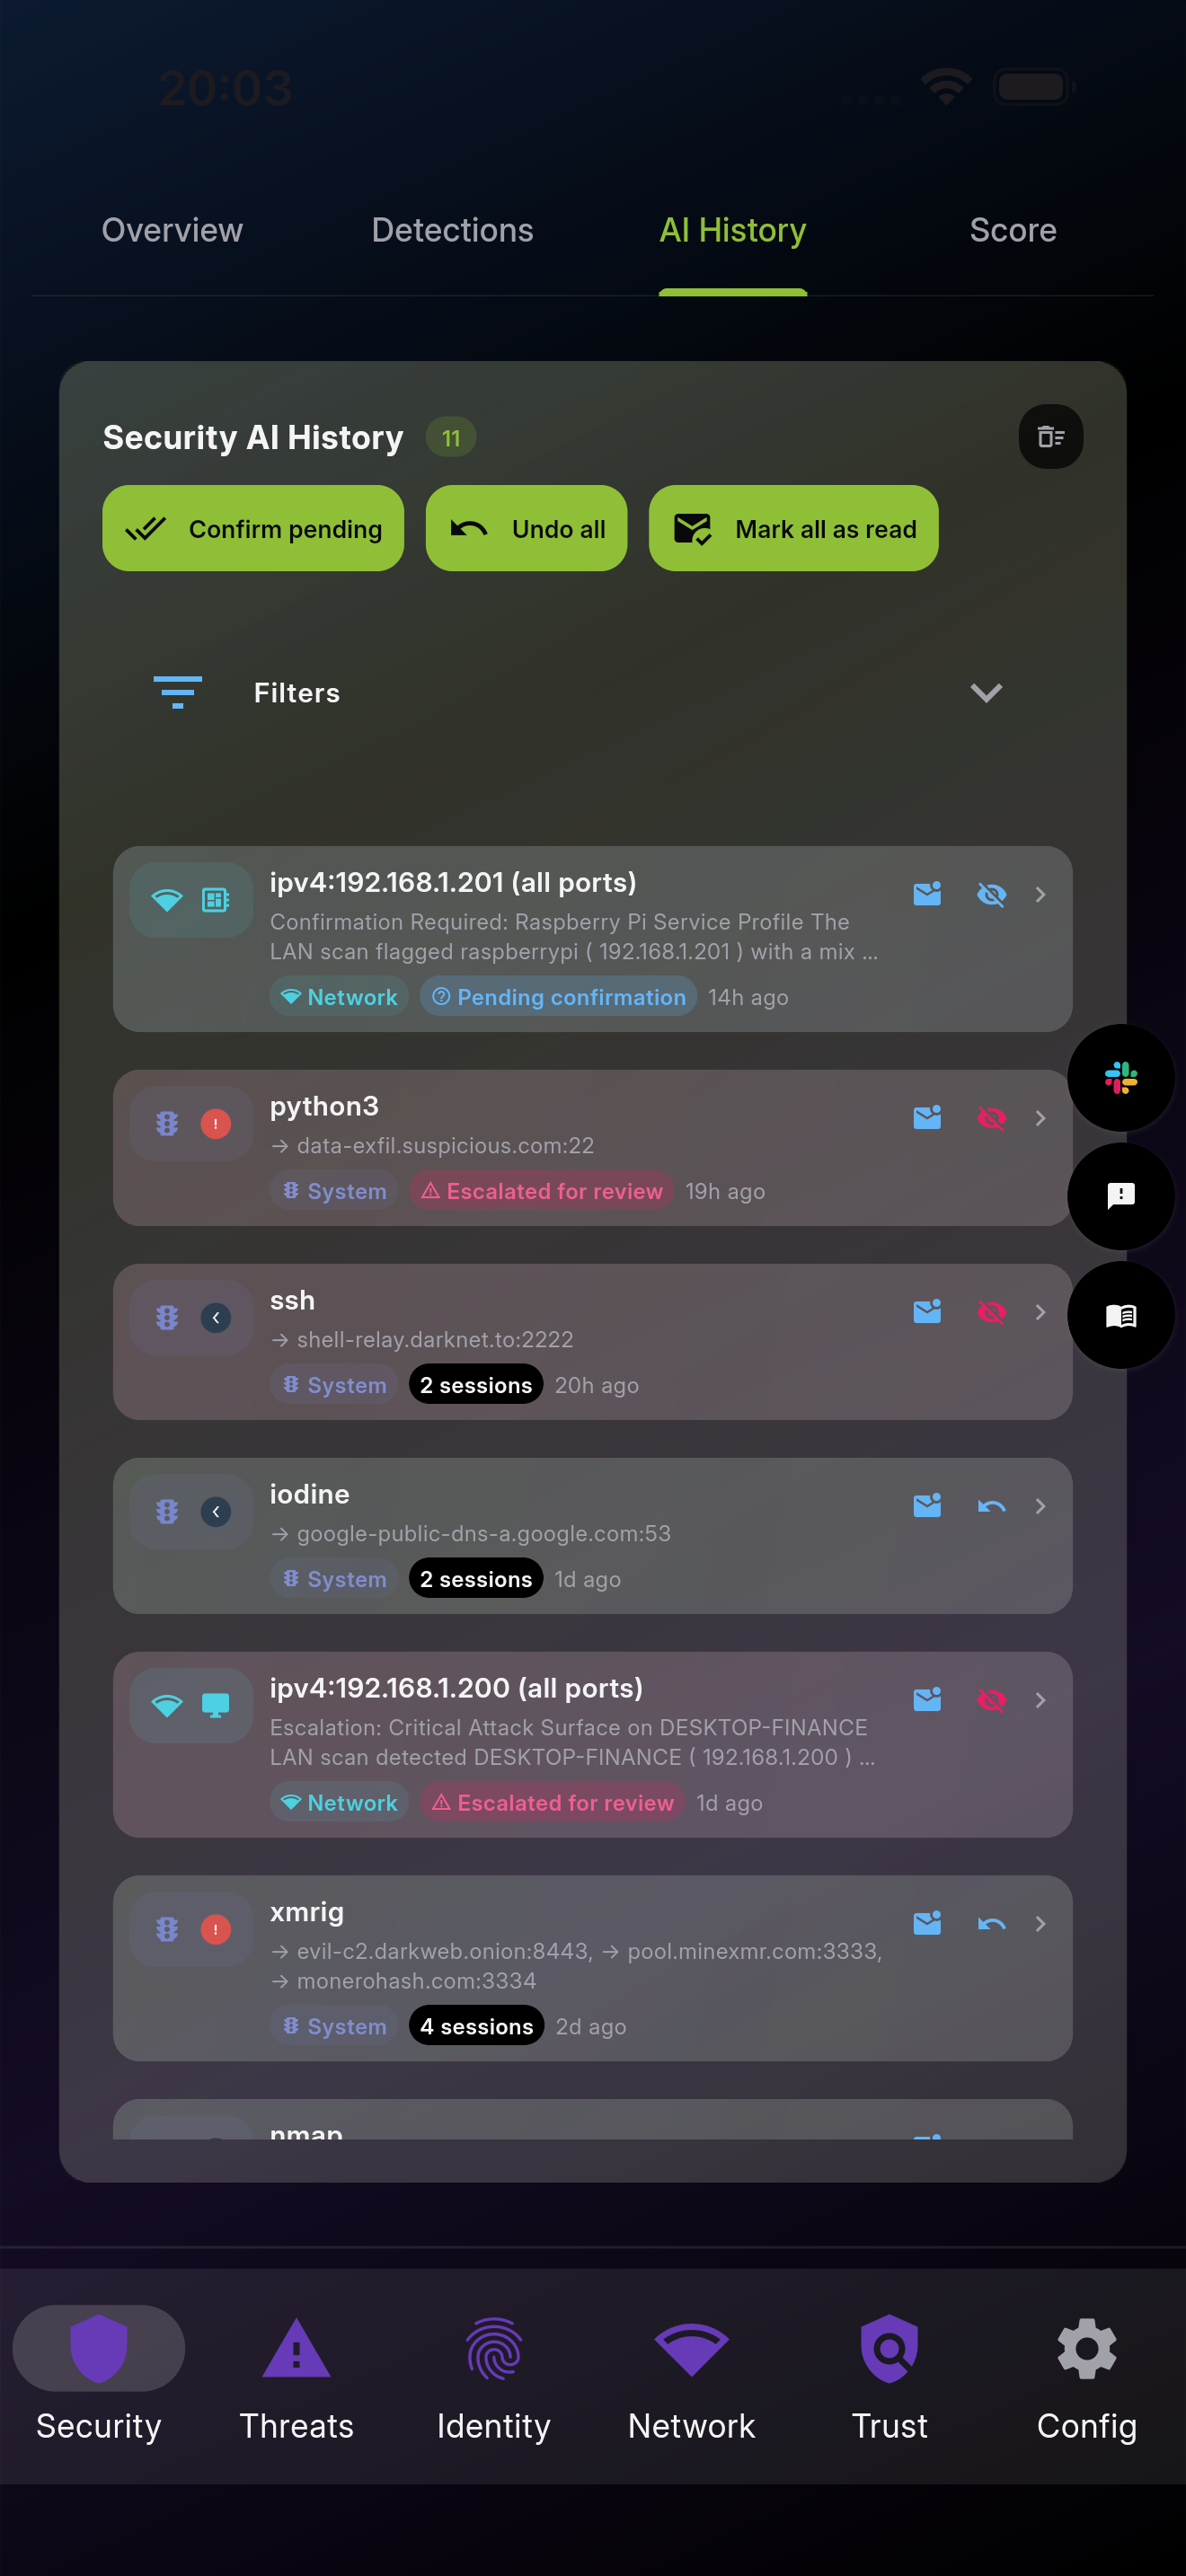 20:03
Overview Detections AI History Score
Security AI History 11
Confirm pending Undo all Mark all as read
Filters
ipv4:192.168.1.201 (all ports)
Confirmation Required: Raspberry Pi Service Profile The
LAN scan flagged raspberrypi ( 192.168.1.201 ) with a mix ...
Network Pending confirmation 14h ago
python3
→ data-exfil.suspicious.com:22
System Escalated for review 19h ago
ssh
→ shell-relay.darknet.to:2222
System 2 sessions 20h ago
iodine
→ google-public-dns-a.google.com:53
System 2 sessions 1d ago
ipv4:192.168.1.200 (all ports)
Escalation: Critical Attack Surface on DESKTOP-FINANCE
LAN scan detected DESKTOP-FINANCE ( 192.168.1.200 ) ...
Network Escalated for review 1d ago
xmrig
→ evil-c2.darkweb.onion:8443, → pool.minexmr.com:3333,
→ monerohash.com:3334
System 4 sessions 2d ago
nmap
Security Threats Identity Network Trust Config